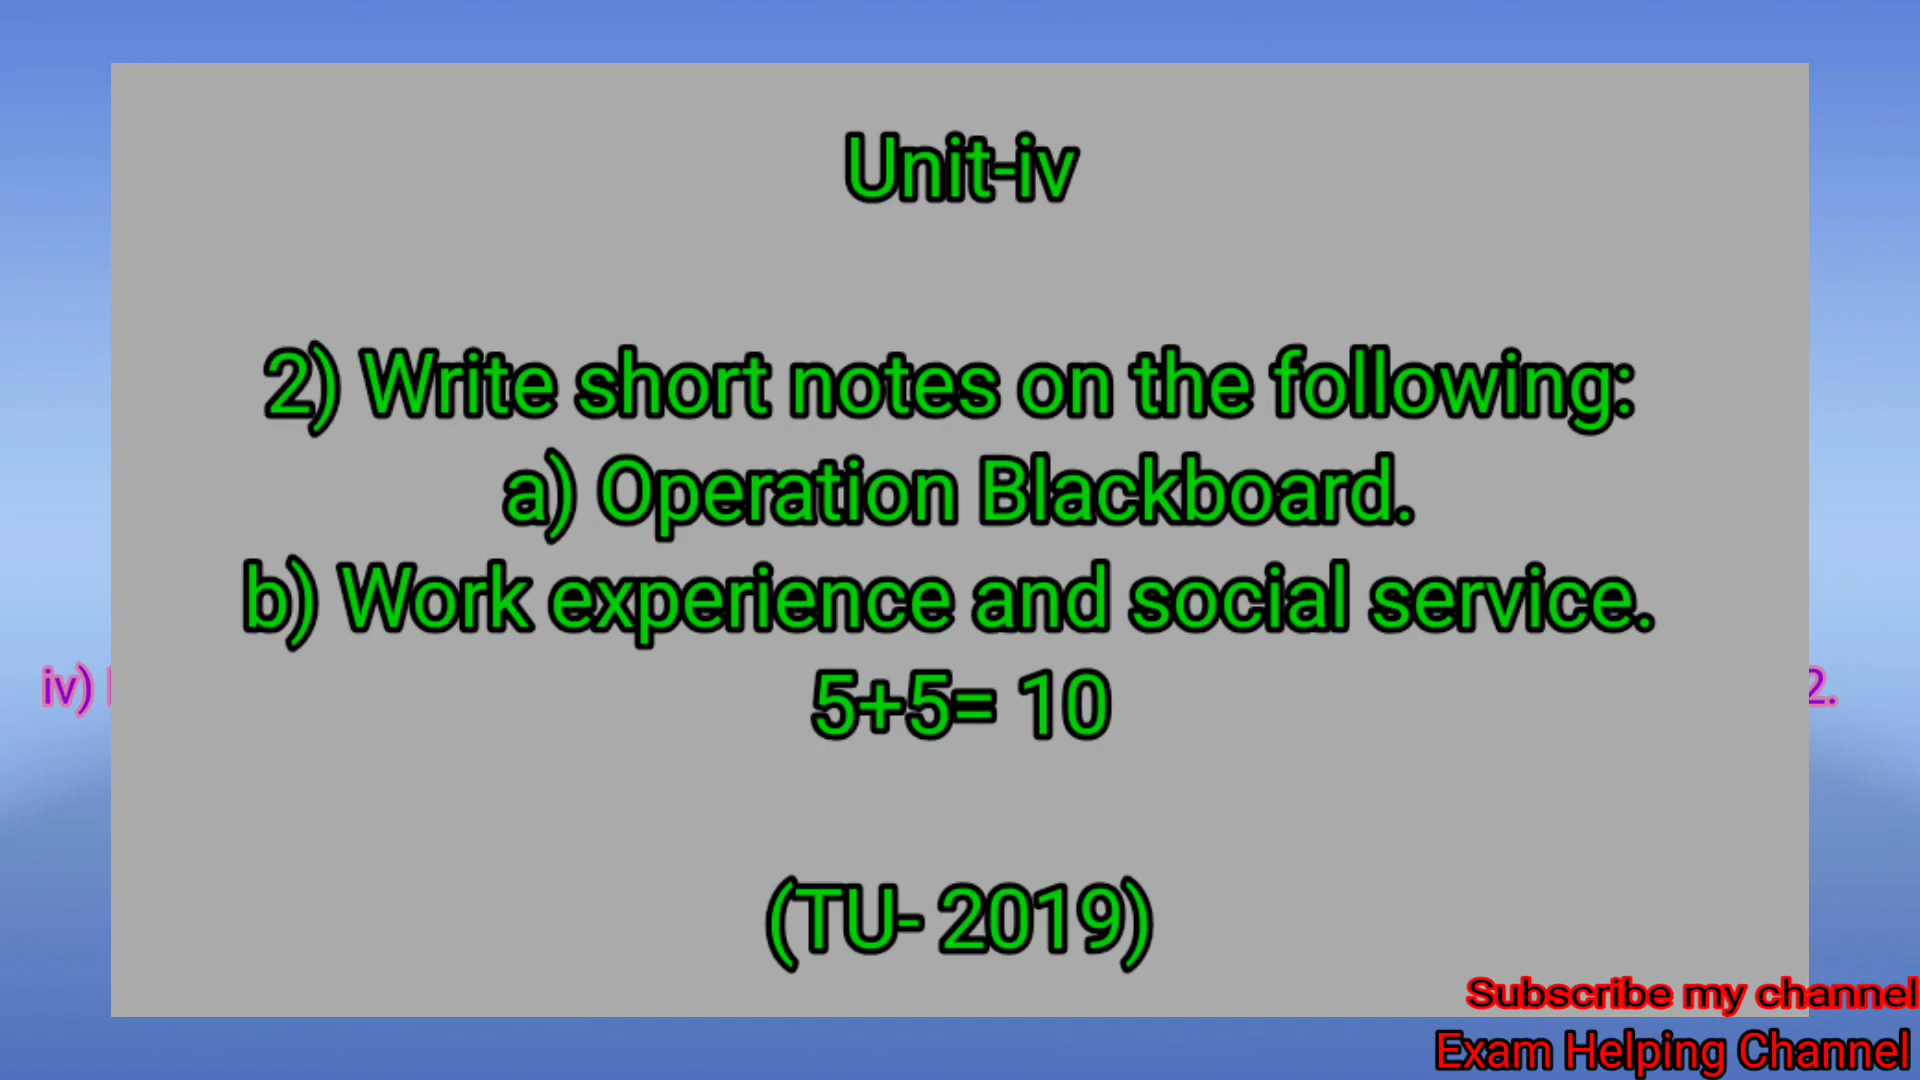 Unit-iv
2) Write short notes on the following:
a) Operation Blackboard.
b) Work experience and social service.
iv) 2.
5+5= 10
(TU- 2019)
Subscribe my channel
Exam Helping Channel